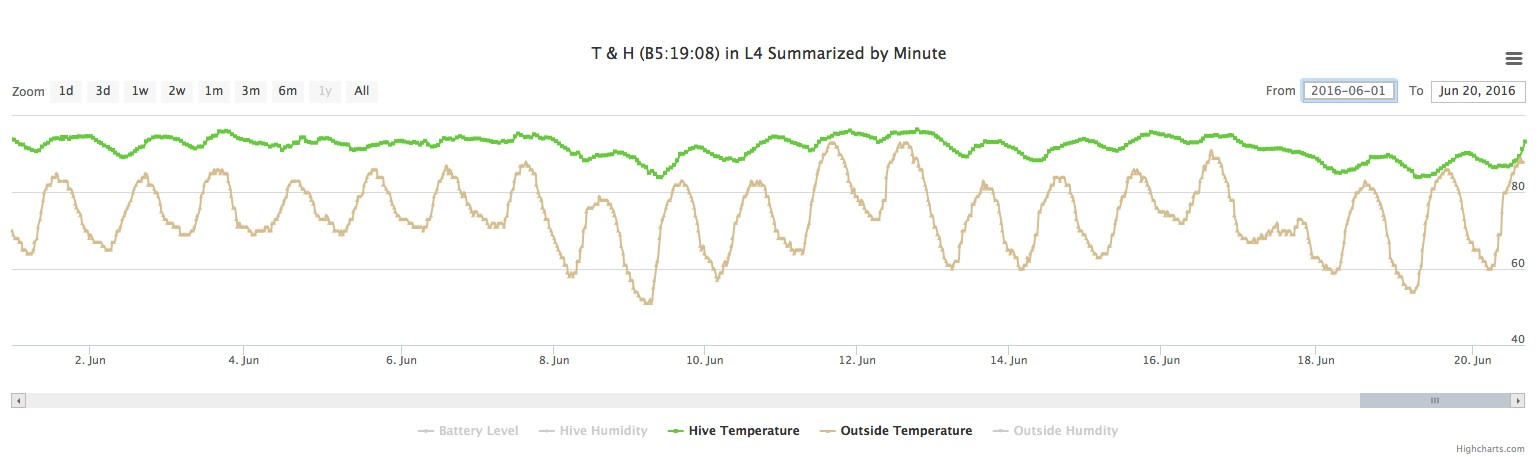 T & H (B5:19:08) in L4 Summarized by Minute
Zoom 1d 3d 1w 2w 1m 3m 6m 1y All From 2016-06-01 To Jun 20, 2016
80
60
40
2. Jun 4. Jun 6. Jun 8. Jun 10. Jun 12. Jun 14. Jun 16. Jun 18. Jun 20. Jun
Battery Level Hive Humidity Hive Temperature Outside Temperature Outside Humdity
Highcharts.com